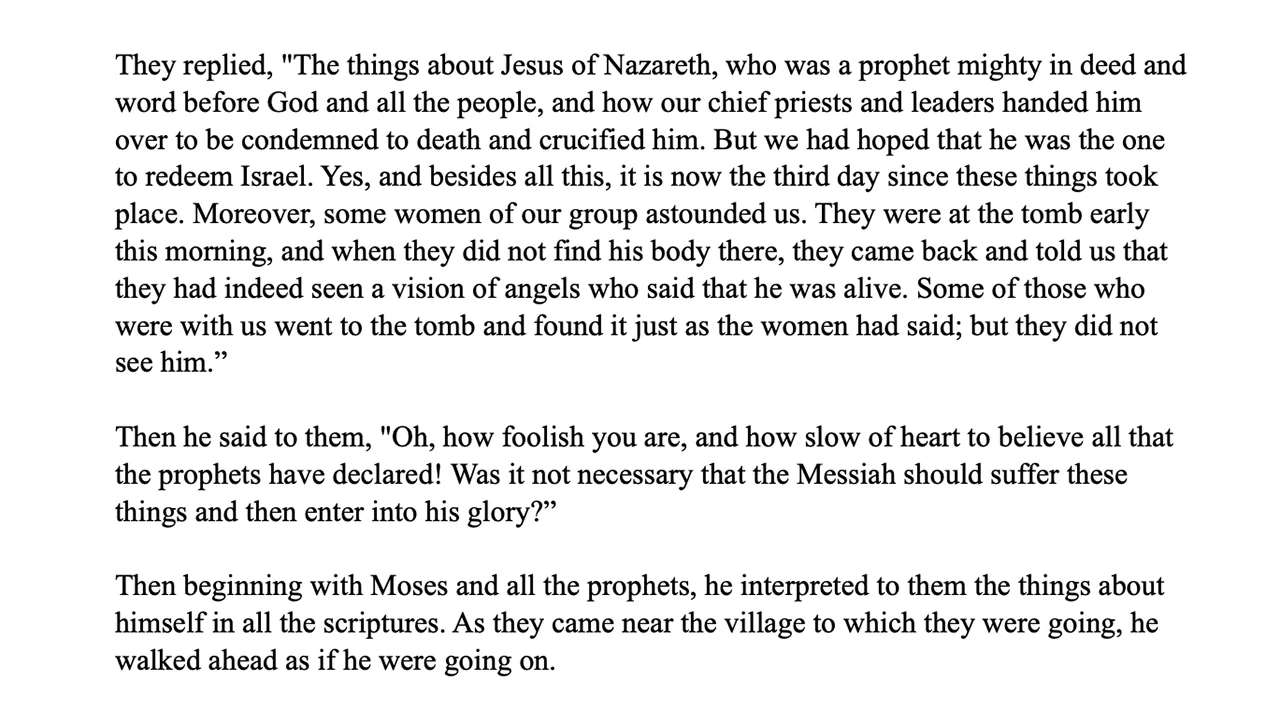 They replied, "The things about Jesus of Nazareth, who was a prophet mighty in deed and
word before God and all the people, and how our chief priests and leaders handed him
over to be condemned to death and crucified him. But we had hoped that he was the one
to redeem Israel. Yes, and besides all this, it is now the third day since these things took
place. Moreover, some women of our group astounded us. They were at the tomb early
this morning, and when they did not find his body there, they came back and told us that
they had indeed seen a vision of angels who said that he was alive. Some of those who
were with us went to the tomb and found it just as the women had said; but they did not
see him.”
Then he said to them, "Oh, how foolish you are, and how slow of heart to believe all that
the prophets have declared! Was it not necessary that the Messiah should suffer these
things and then enter into his glory?”
Then beginning with Moses and all the prophets, he interpreted to them the things about
himself in all the scriptures. As they came near the village to which they were going, he
walked ahead as if he were going on.